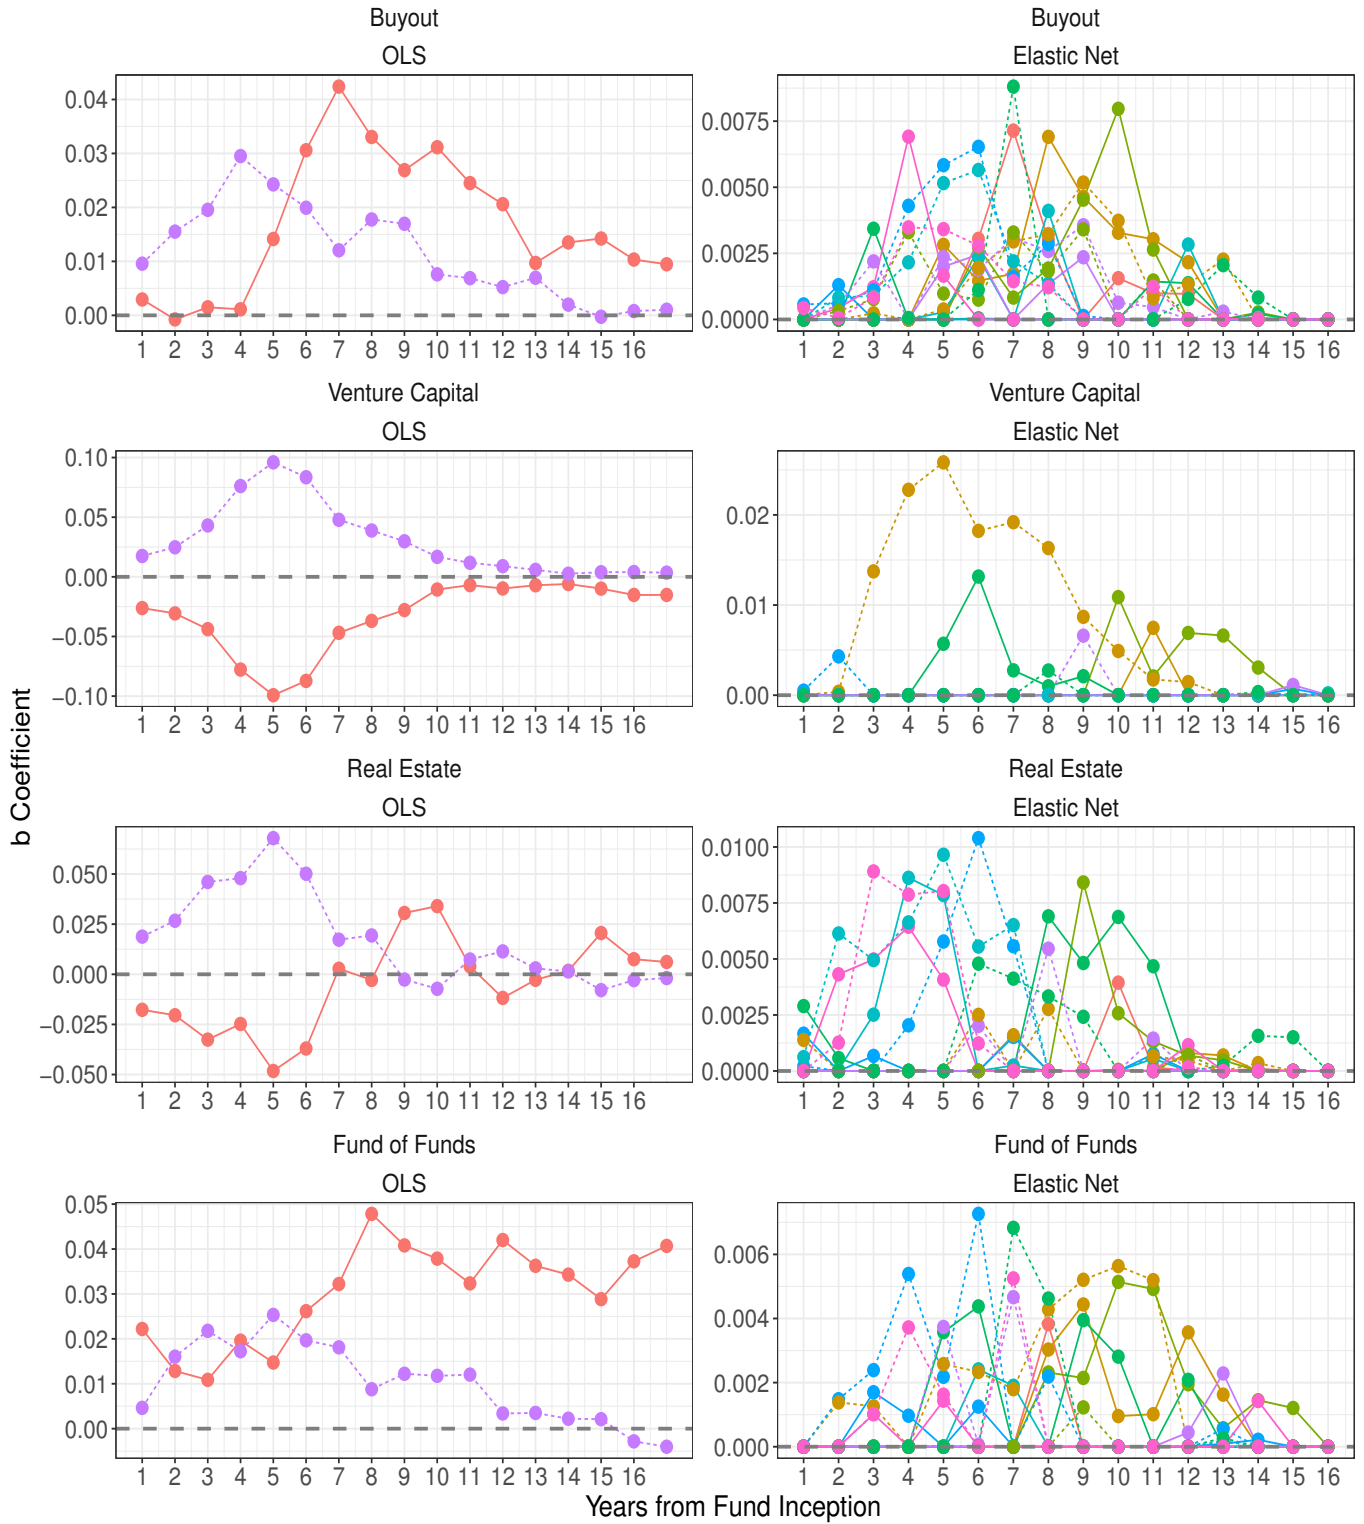 Buyout
OLS
0.04
0.03
0.02
0.01
0.00
1 2 3 4 5 6 7 8 9 10 11 12 13 14 15 16
Buyout
Elastic Net
0.0075
0.0050
0.0025
0.0000
1 2 3 4 5 6 7 8 9 10 11 12 13 14 15 16
Venture Capital
OLS
0.10
0.05
0.00
−0.05
−0.10
1 2 3 4 5 6 7 8 9 10 11 12 13 14 15 16
Venture Capital
Elastic Net
0.02
0.01
0.00
1 2 3 4 5 6 7 8 9 10 11 12 13 14 15 16
b Coefficient
Real Estate
OLS
0.050
0.025
0.000
−0.025
−0.050
1 2 3 4 5 6 7 8 9 10 11 12 13 14 15 16
Real Estate
Elastic Net
0.0100
0.0075
0.0050
0.0025
0.0000
1 2 3 4 5 6 7 8 9 10 11 12 13 14 15 16
Fund of Funds
OLS
0.05
0.04
0.03
0.02
0.01
0.00
1 2 3 4 5 6 7 8 9 10 11 12 13 14 15 16
Fund of Funds
Elastic Net
0.006
0.004
0.002
0.000
1 2 3 4 5 6 7 8 9 10 11 12 13 14 15 16
Years from Fund Inception